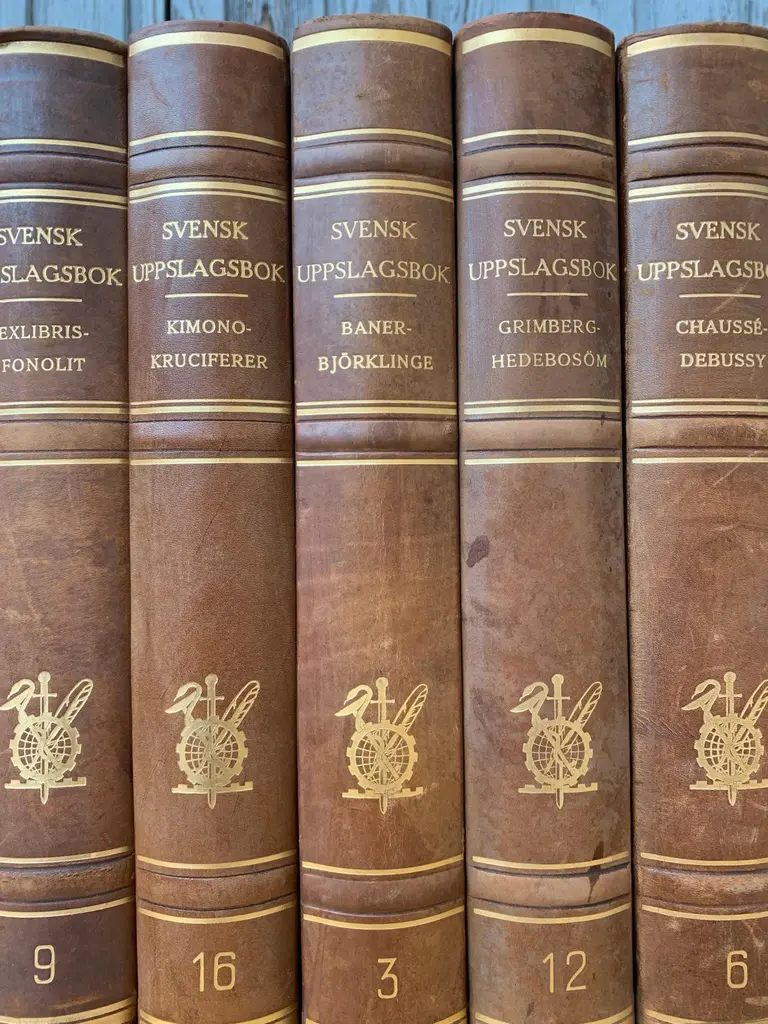 SVENSK
SLAGSBOK
EXLIBRIS-
FONOLIT
9
SVENSK
UPPSLAGSBOK
KIMONO-
KRUCIFERER
16
SVENSK
UPPSLAGSBOK
BANER-
BJÖRKLINGE
3
SVENSK
UPPSLAGSBOK
GRIMBERG-
HEDEBOSÖM
12
SVENSK
UPPSLAGSBO
CHAUSSÉ-
DEBUSSY
6